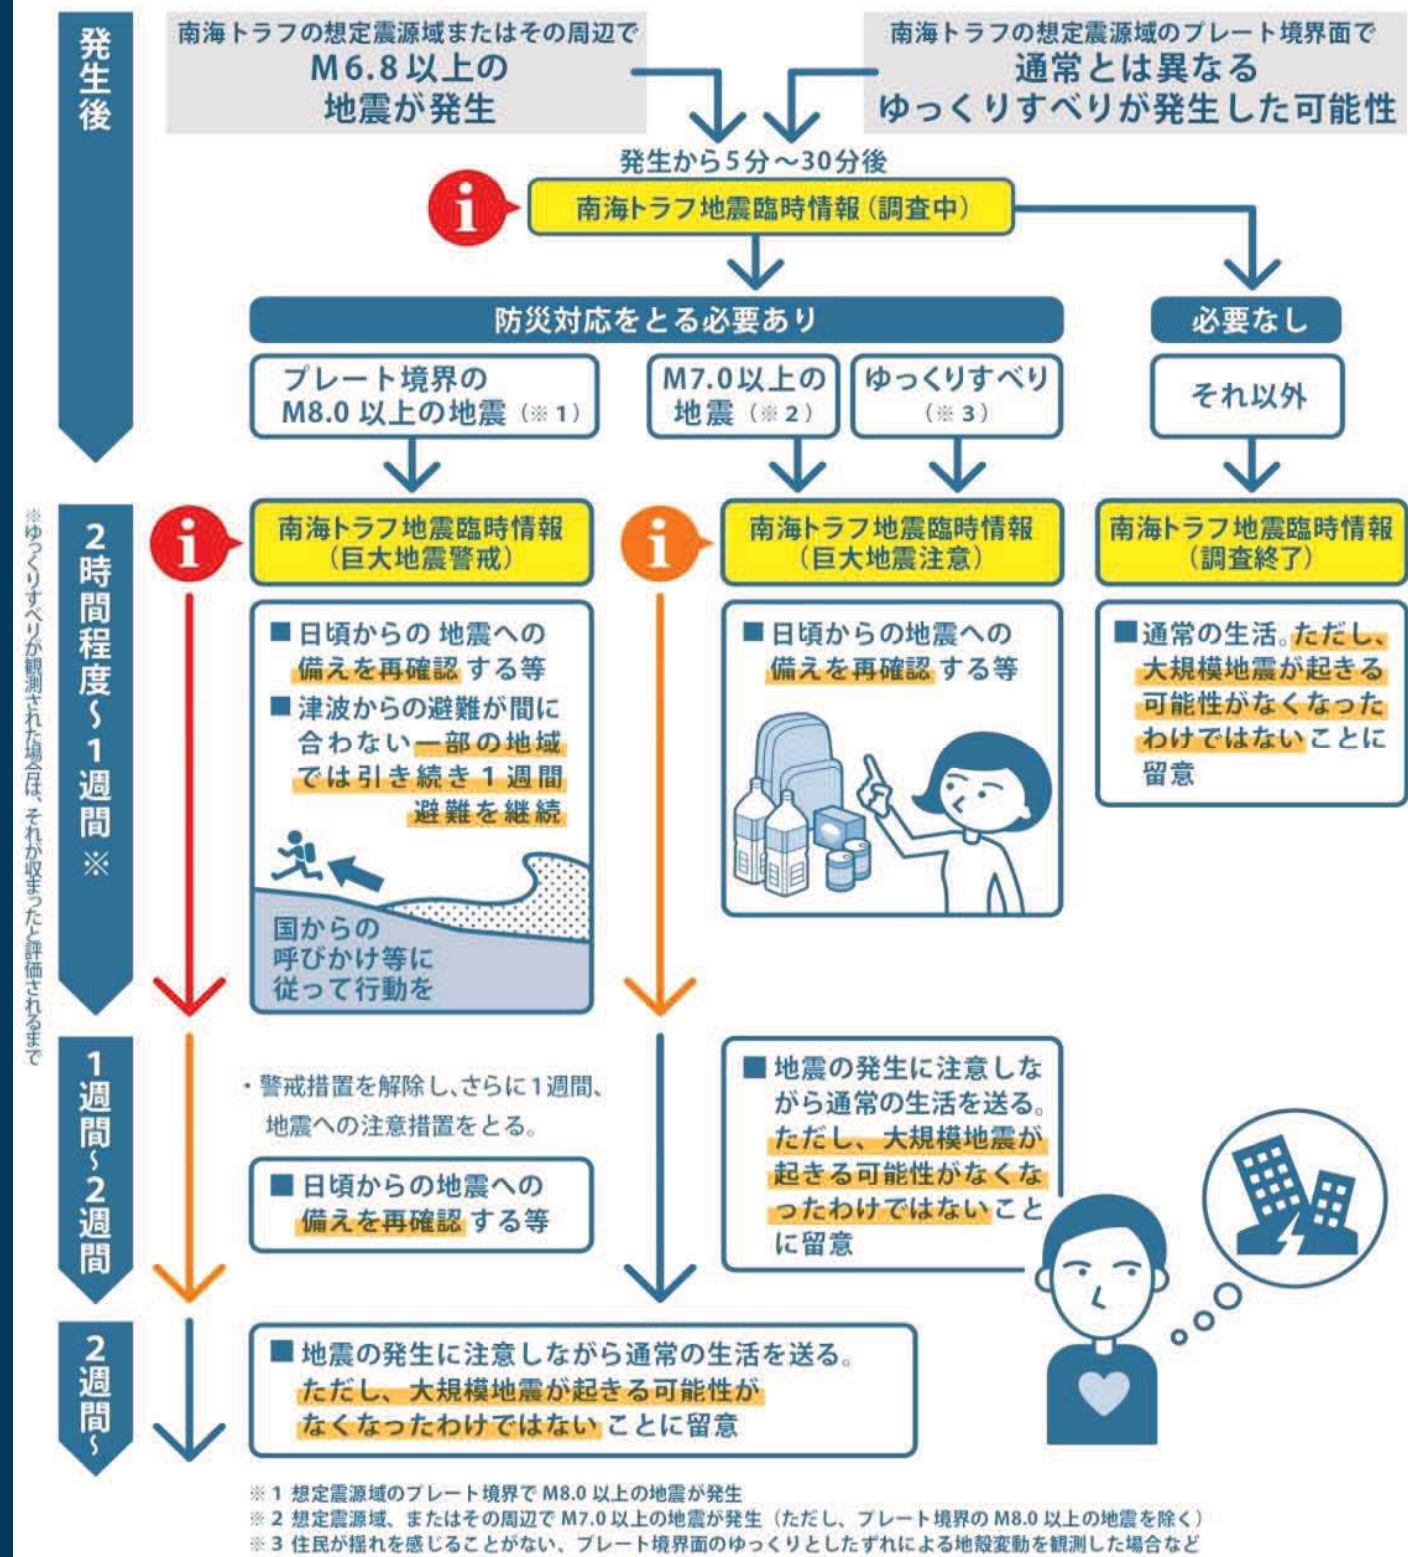 発生後
南海トラフの想定震源域またはその周辺で
M6.8以上の
地震が発生
南海トラフの想定震源域のプレート境界面で
通常とは異なる
ゆっくりすべりが発生した可能性
発生から5分～30分後
i
南海トラフ地震臨時情報（調査中）
防災対応をとる必要あり
必要なし
プレート境界の
M8.0以上の地震（※1）
M7.0以上の
地震（※2）
ゆっくりすべり
（※3）
それ以外
2時間程度～1週間※
※ゆっくりすべりが観測された場合は、それが収まったと評価されるまで
i
南海トラフ地震臨時情報
（巨大地震警戒）
■日頃からの 地震への
備えを再確認 する等
■津波からの避難が間に
合わない一部の地域
では引き続き1週間
避難を継続
国からの
呼びかけ等に
従って行動を
i
南海トラフ地震臨時情報
（巨大地震注意）
■日頃からの地震への
備えを再確認 する等
南海トラフ地震臨時情報
（調査終了）
■通常の生活。ただし、
大規模地震が起きる
可能性がなくなった
わけではないことに
留意
1週間～2週間
・警戒措置を解除し、さらに1週間、
地震への注意措置をとる。
■日頃からの地震への
備えを再確認 する等
■地震の発生に注意しな
がら通常の生活を送る。
ただし、大規模地震が
起きる可能性がなくな
ったわけではないこと
に留意
2週間～
■地震の発生に注意しながら通常の生活を送る。
ただし、大規模地震が起きる可能性が
なくなったわけではない ことに留意
※1 想定震源域のプレート境界でM8.0以上の地震が発生
※2 想定震源域、またはその周辺でM7.0以上の地震が発生（ただし、プレート境界のM8.0以上の地震を除く）
※3 住民が揺れを感じることがない、プレート境界面のゆっくりとしたずれによる地殻変動を観測した場合など